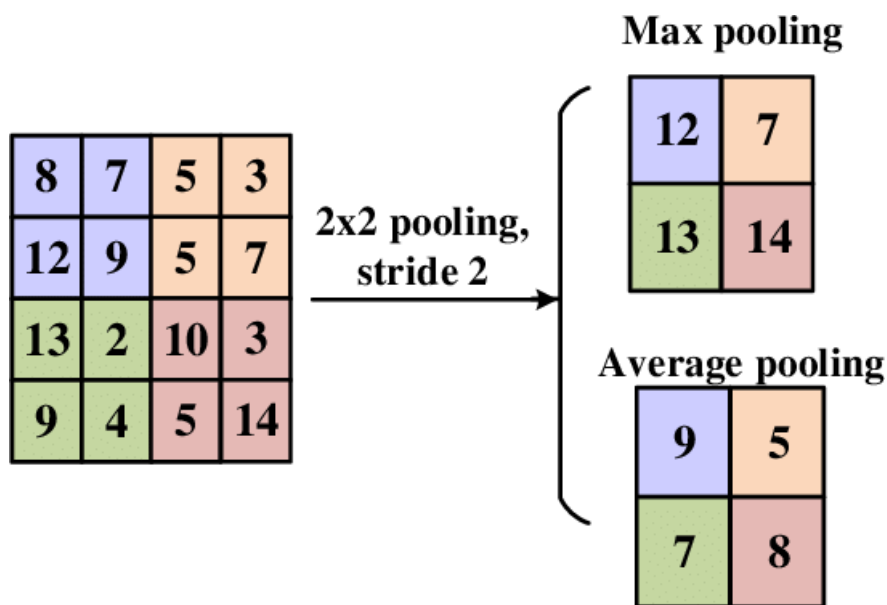 8 7 5 3
12 9 5 7
13 2 10 3
9 4 5 14
2x2 pooling,
stride 2
Max pooling
12 7
13 14
Average pooling
9 5
7 8